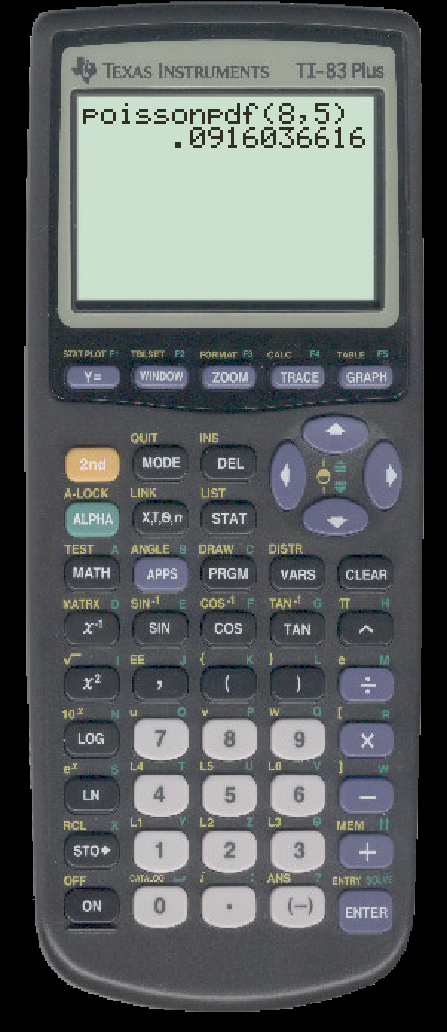 TEXAS INSTRUMENTS TI-83 Plus
poissonpdf(8,5)
.0916036616
STAT PLOT F1 TBLSET F2 FORMAT F3 CALC F4 TABLE F5
Y= WINDOW ZOOM TRACE GRAPH
QUIT INS
2nd MODE DEL
A-LOCK LINK LIST
ALPHA X,T,Θ,n STAT
TEST A ANGLE B DRAW C DISTR
MATH APPS PRGM VARS CLEAR
MATRX D SIN-1 E COS-1 F TAN-1 G π H
x-1 SIN COS TAN ^
√ I EE J { K } L e M
x² , ( ) ÷
10x N u O v P w Q [ R
LOG 7 8 9 ×
ex S L4 T L5 U L6 V ] W
LN 4 5 6 −
RCL X L1 Y L2 Z L3 θ MEM "
STO→ 1 2 3 +
OFF CATALOG i : ANS ? ENTRY SOLVE
ON 0 . (−) ENTER